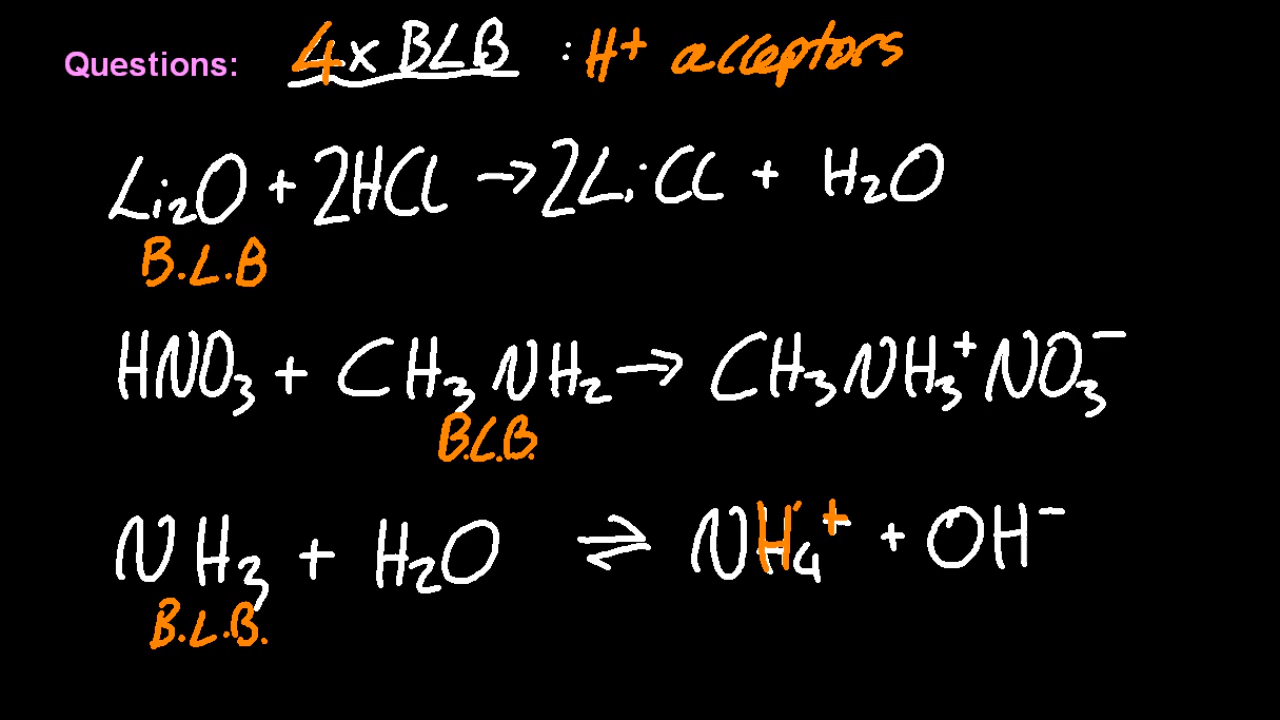 Questions: 4x BLB : H+ acceptors
Li₂O + 2HCl → 2LiCl + H₂O
B.L.B
HNO₃ + CH₃NH₂ → CH₃NH₃⁺NO₃⁻
B.L.B.
NH₃ + H₂O ⇌ NH₄⁺ + OH⁻
B.L.B.